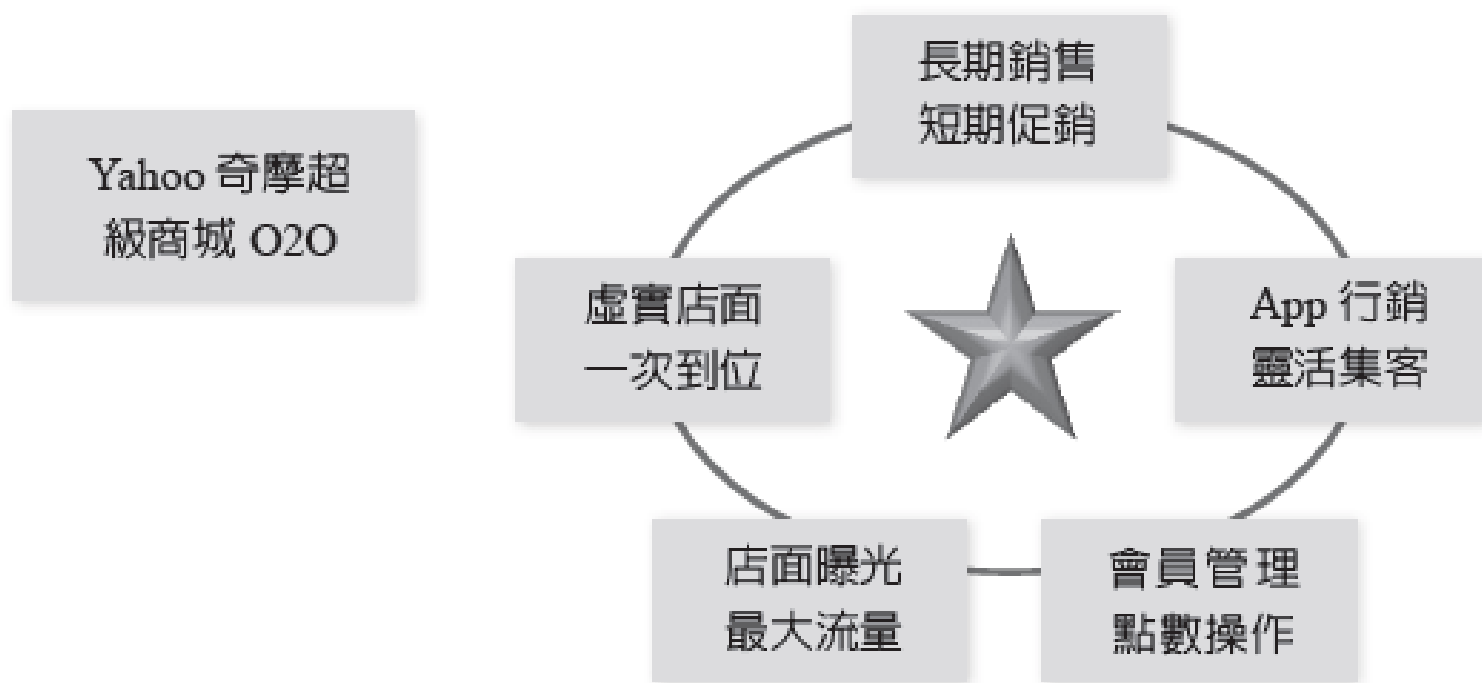 Yahoo 奇摩超
級商城 O2O
長期銷售
短期促銷
虛實店面
一次到位
App 行銷
靈活集客
店面曝光
最大流量
會員管理
點數操作